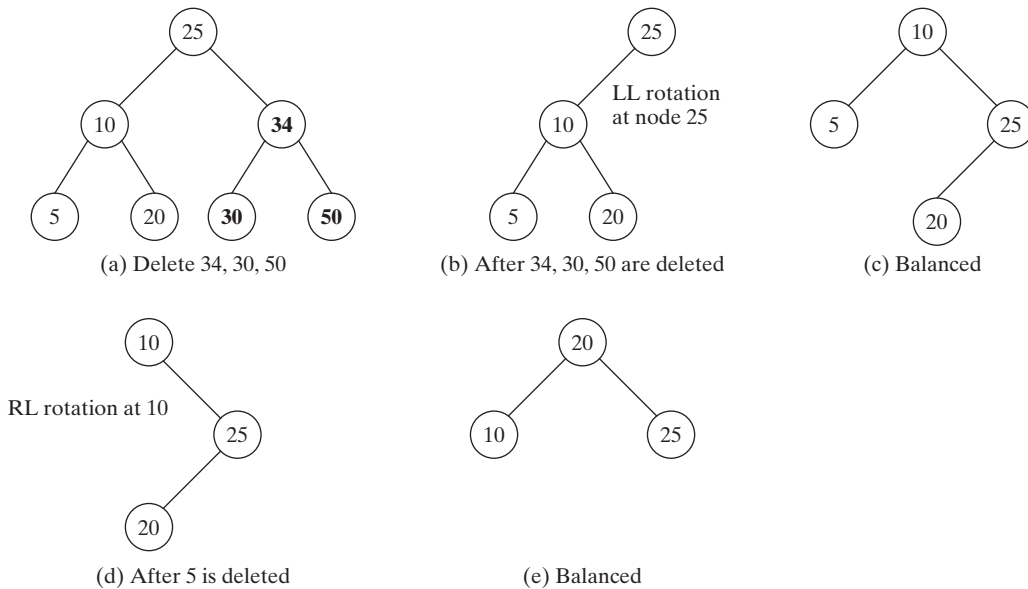 25
10
34
5
20
30
50
(a) Delete 34, 30, 50
25
LL rotation
at node 25
10
5
20
(b) After 34, 30, 50 are deleted
10
5
25
20
(c) Balanced
10
RL rotation at 10
25
20
(d) After 5 is deleted
20
10
25
(e) Balanced